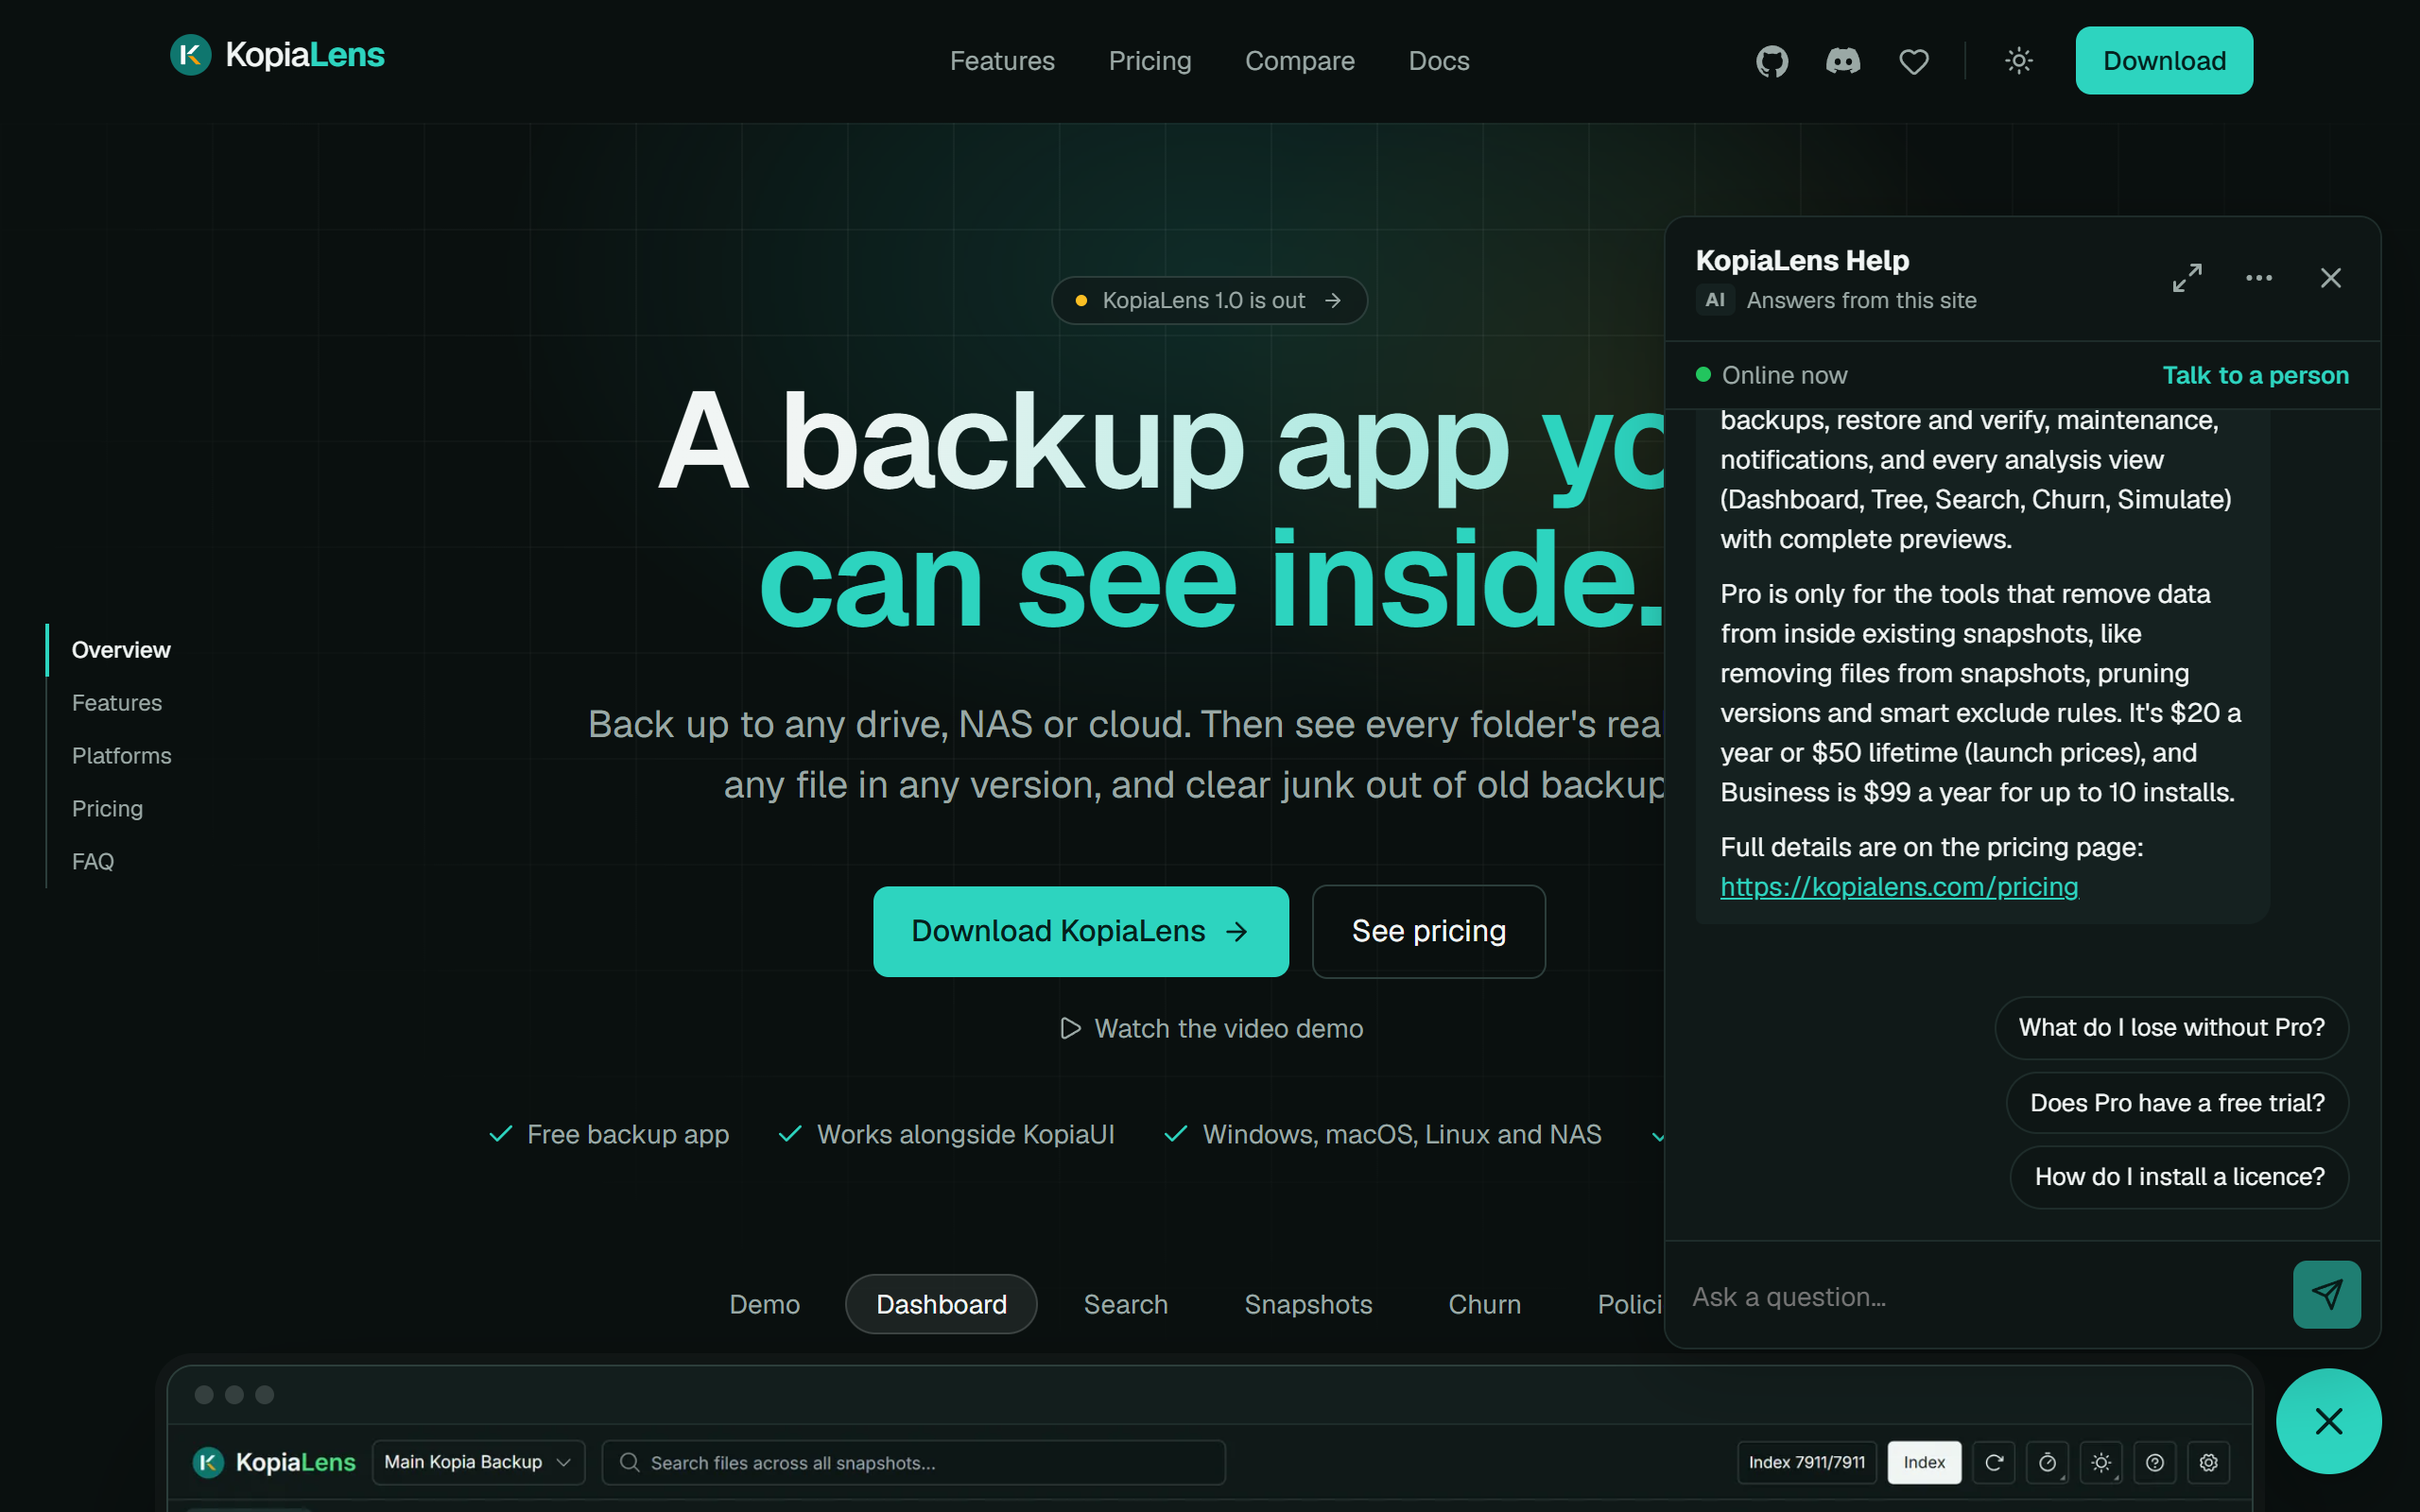 KopiaLens
Features
Pricing
Compare
Docs
Download
KopiaLens 1.0 is out
A backup app yo
can see inside.
Back up to any drive, NAS or cloud. Then see every folder's rea
any file in any version, and clear junk out of old backup
Download KopiaLens
See pricing
Watch the video demo
Free backup app
Works alongside KopiaUI
Windows, macOS, Linux and NAS
Overview
Features
Platforms
Pricing
FAQ
Demo
Dashboard
Search
Snapshots
Churn
Polici
KopiaLens Help
AI Answers from this site
Online now
Talk to a person
backups, restore and verify, maintenance,
notifications, and every analysis view
(Dashboard, Tree, Search, Churn, Simulate)
with complete previews.
Pro is only for the tools that remove data
from inside existing snapshots, like
removing files from snapshots, pruning
versions and smart exclude rules. It's $20 a
year or $50 lifetime (launch prices), and
Business is $99 a year for up to 10 installs.
Full details are on the pricing page:
https://kopialens.com/pricing
What do I lose without Pro?
Does Pro have a free trial?
How do I install a licence?
Ask a question...
KopiaLens
Main Kopia Backup
Search files across all snapshots...
Index 7911/7911
Index